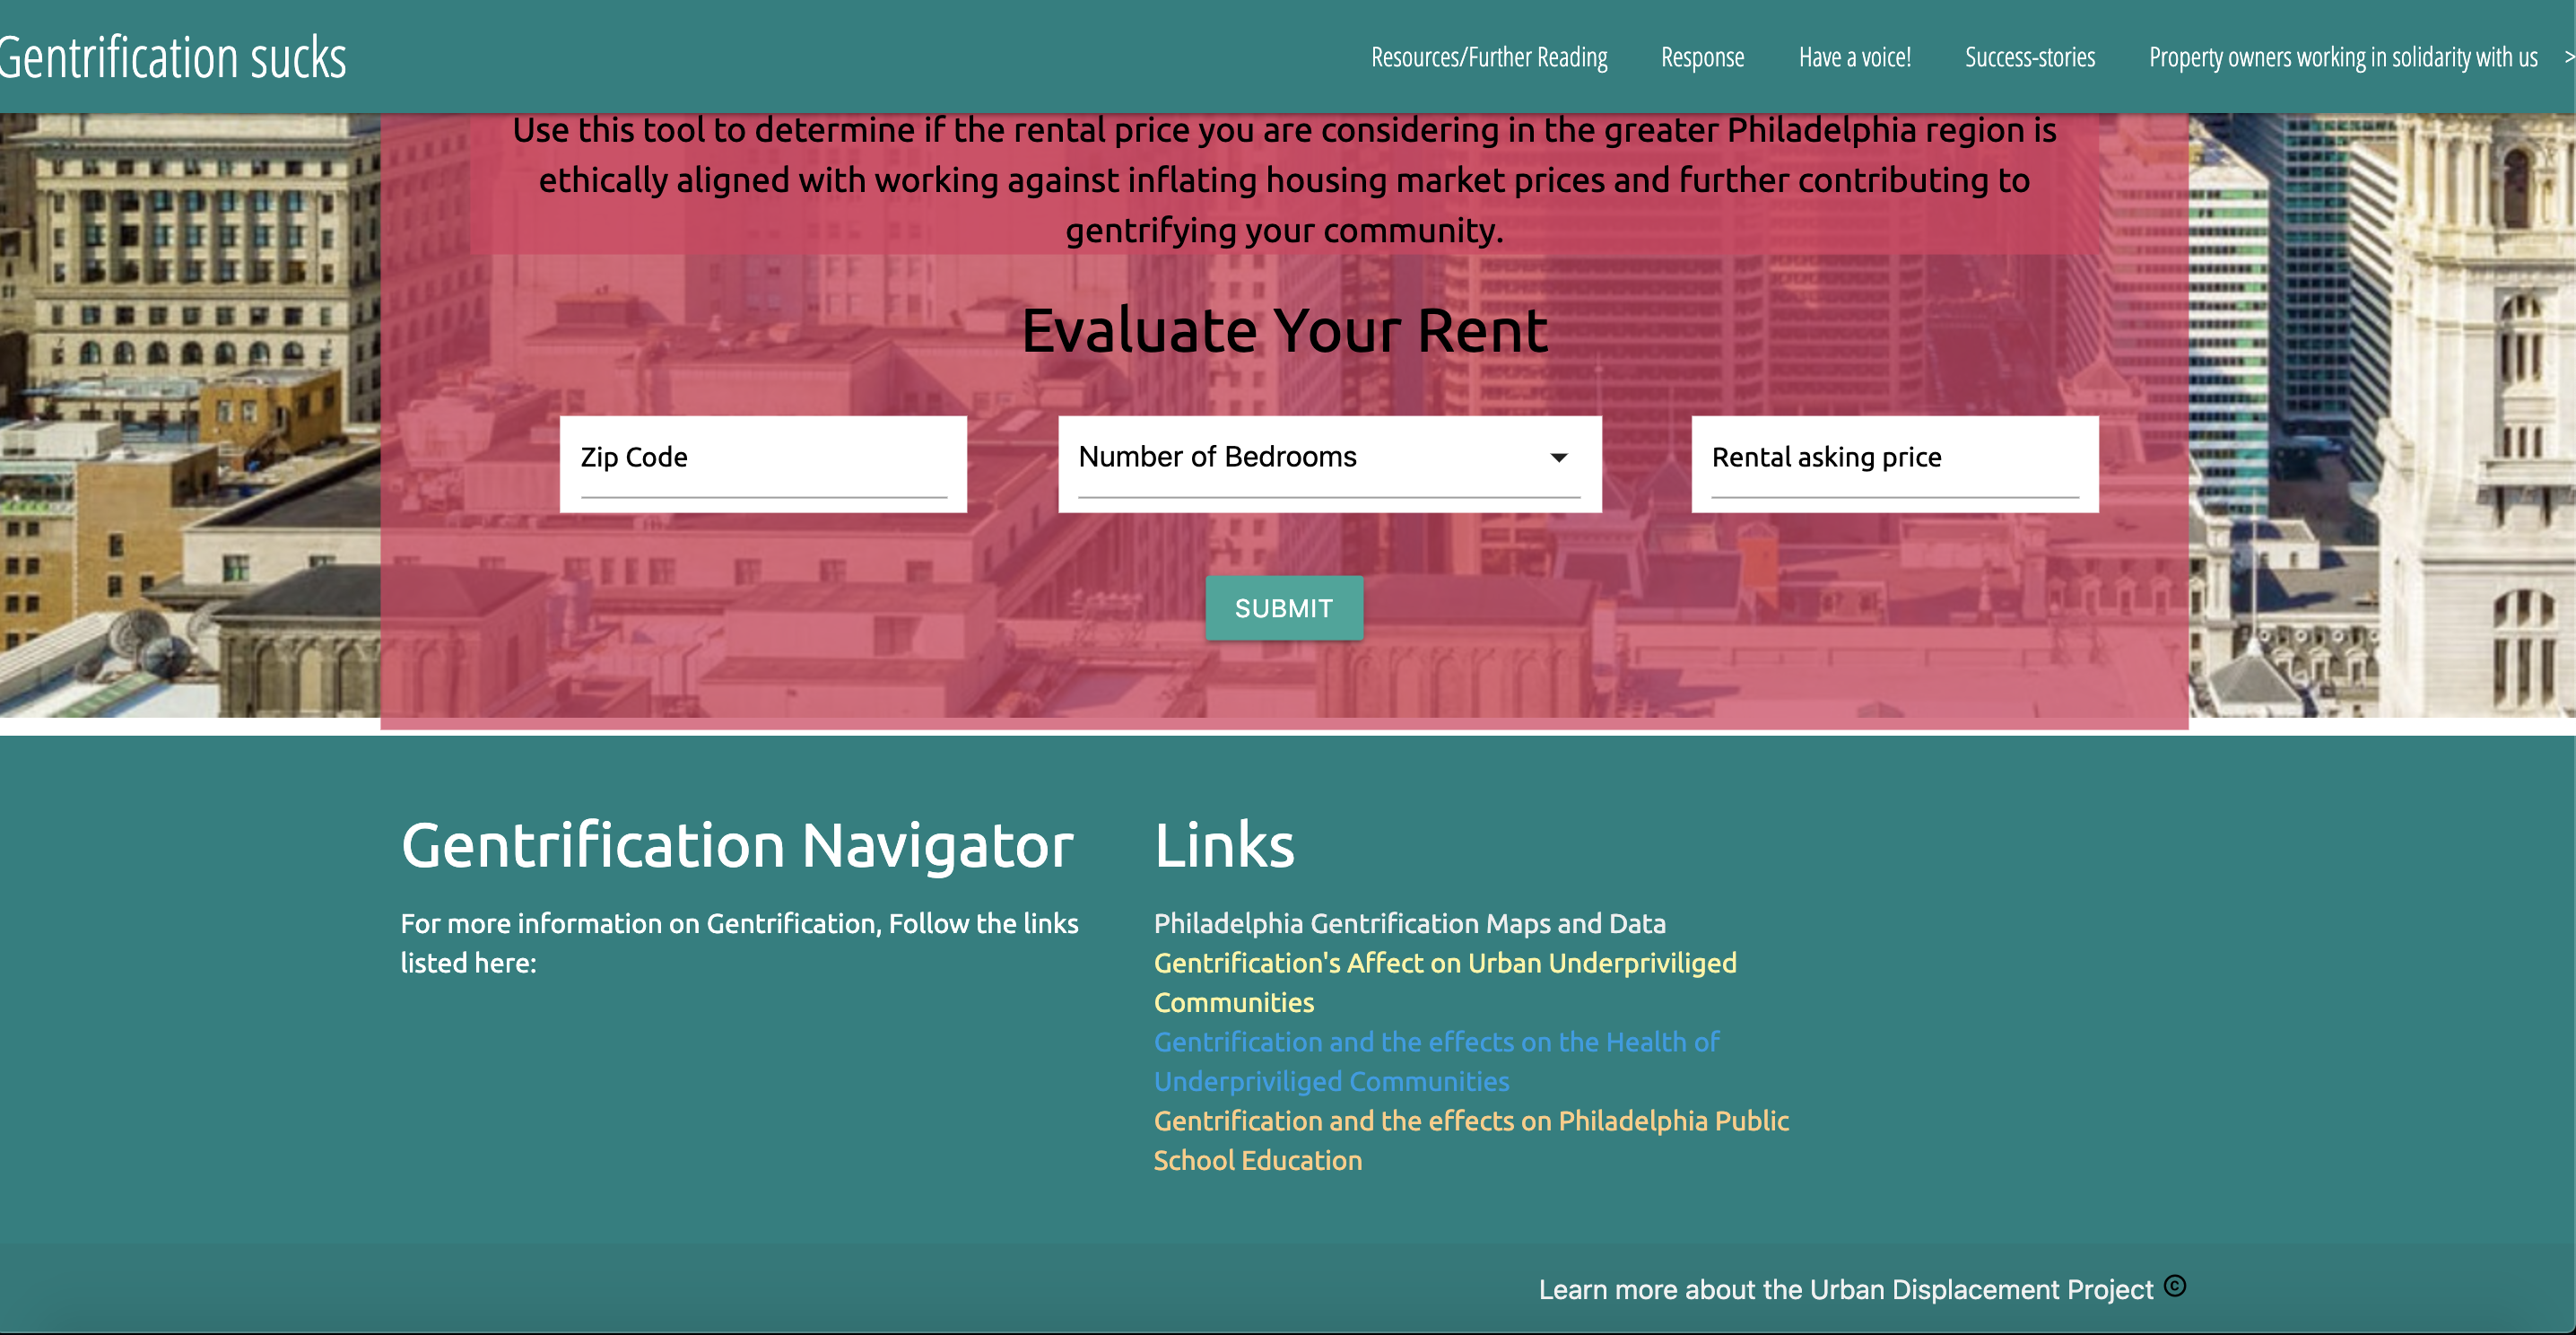 Gentrification sucks
Resources/Further Reading Response Have a voice! Success-stories Property owners working in solidarity with us >
Use this tool to determine if the rental price you are considering in the greater Philadelphia region is
ethically aligned with working against inflating housing market prices and further contributing to
gentrifying your community.
Evaluate Your Rent
Zip Code Number of Bedrooms Rental asking price
SUBMIT
Gentrification Navigator
For more information on Gentrification, Follow the links
listed here:
Links
Philadelphia Gentrification Maps and Data
Gentrification's Affect on Urban Underpriviliged
Communities
Gentrification and the effects on the Health of
Underpriviliged Communities
Gentrification and the effects on Philadelphia Public
School Education
Learn more about the Urban Displacement Project ©